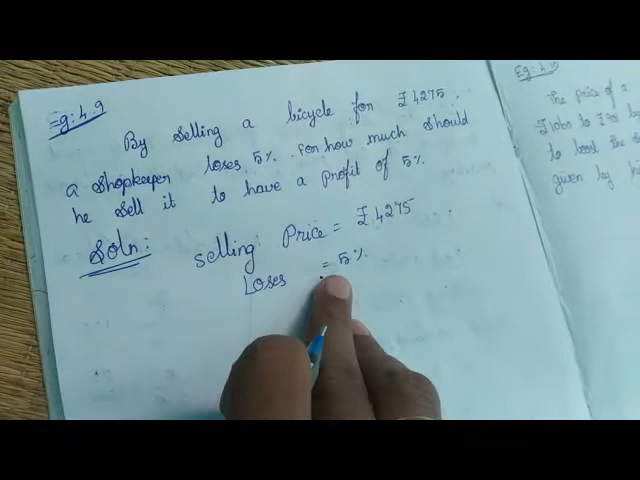 Eg: 4.9
By selling a bicycle for ₹ 4275.
a shopkeeper loses 5%. For how much should
he sell it to have a profit of 5%.
Soln:
selling Price = ₹ 4275
Loses = 5%.
Eg: 4.10
The price of a
to
to
given by